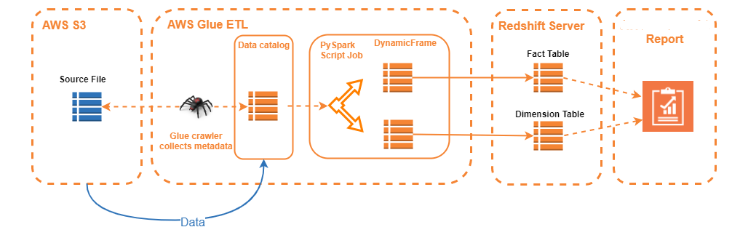 AWS S3
Source File
AWS Glue ETL
Glue crawler
collects metadata
Data catalog
PySpark
Script Job
DynamicFrame
Redshift Server
Fact Table
Dimension Table
Report
Data